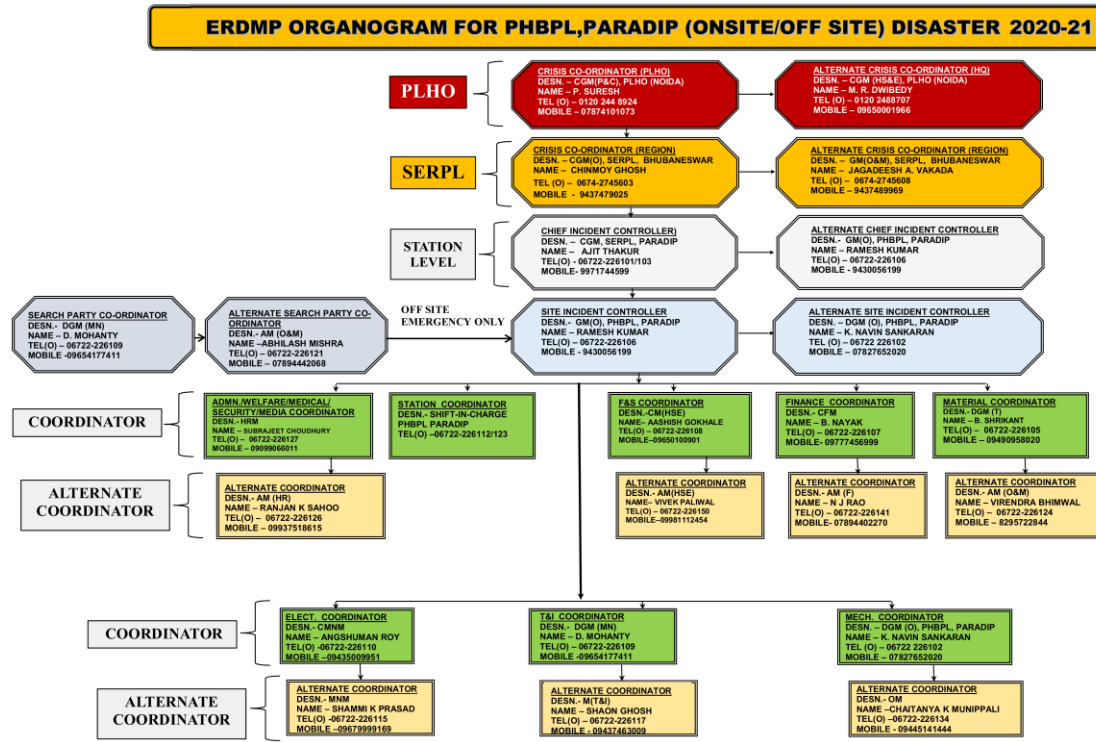 ERDMP ORGANOGRAM FOR PHBPL,PARADIP (ONSITE/OFF SITE) DISASTER 2020-21
PLHO
CRISIS CO-ORDINATOR (PLHO)
DESN. – CGM(P&C), PLHO (NOIDA)
NAME – P. SURESH
TEL (O) – 0120 244 8924
MOBILE – 07874101073
ALTERNATE CRISIS CO-ORDINATOR (HQ)
DESN. – CGM (HS&E), PLHO (NOIDA)
NAME – M. R. DWIBEDY
TEL (O) – 0120 2488707
MOBILE – 09650001966
SERPL
CRISIS CO-ORDINATOR (REGION)
DESN. – CGM(O), SERPL, BHUBANESWAR
NAME – CHINMOY GHOSH
TEL (O) – 0674-2745603
MOBILE - 9437479025
ALTERNATE CRISIS CO-ORDINATOR (REGION)
DESN. – GM(O&M), SERPL, BHUBANESWAR
NAME – JAGADEESH A. VAKADA
TEL (O) – 0674-2745608
MOBILE – 9437489969
STATION
LEVEL
CHIEF INCIDENT CONTROLLER)
DESN. – CGM, SERPL, PARADIP
NAME – AJIT THAKUR
TEL(O) - 06722-226101/103
MOBILE- 9971744599
ALTERNATE CHIEF INCIDENT CONTROLLER
DESN.- GM(O), PHBPL, PARADIP
NAME – RAMESH KUMAR
TEL(O) – 06722-226106
MOBILE - 9430056199
SEARCH PARTY CO-ORDINATOR
DESN.- DGM (MN)
NAME – D. MOHANTY
TEL(O) –06722-226109
MOBILE -09654177411
ALTERNATE SEARCH PARTY CO-
ORDINATOR
DESN.- AM (O&M)
NAME –ABHILASH MISHRA
TEL(O) –06722-226121
MOBILE – 07894442068
OFF SITE
EMERGENCY ONLY
SITE INCIDENT CONTROLLER
DESN.- GM(O), PHBPL, PARADIP
NAME – RAMESH KUMAR
TEL(O) – 06722-226106
MOBILE - 9430056199
ALTERNATE SITE INCIDENT CONTROLLER
DESN.- DGM (O), PHBPL, PARADIP
NAME – K. NAVIN SANKARAN
TEL (O) – 06722 226102
MOBILE – 07827652020
COORDINATOR
ADMN./WELFARE/MEDICAL/
SECURITY/MEDIA COORDINATOR
DESN.- HRM
NAME – SUBRAJEET CHOUDHURY
TEL(O) – 06722-226127
MOBILE – 09099066011
STATION COORDINATOR
DESN.- SHIFT-IN-CHARGE
PHBPL PARADIP
TEL(O) –06722-226112/123
F&S COORDINATOR
DESN.-CM(HSE)
NAME– AASHISH GOKHALE
TEL(O) – 06722-226108
MOBILE –09650100901
FINANCE COORDINATOR
DESN.- CFM
NAME – B. NAYAK
TEL(O) – 06722-226107
MOBILE- 09777456999
MATERIAL COORDINATOR
DESN.- DGM (T)
NAME – B. SHRIKANT
TEL(O) – 06722-226105
MOBILE – 09490958020
ALTERNATE
COORDINATOR
ALTERNATE COORDINATOR
DESN.- AM (HR)
NAME – RANJAN K SAHOO
TEL(O) – 06722-226126
MOBILE – 09937518615
ALTERNATE COORDINATOR
DESN.- AM(HSE)
NAME– VIVEK PALIWAL
TEL(O) – 06722-226150
MOBILE –09981112454
ALTERNATE COORDINATOR
DESN.- AM (F)
NAME – N J RAO
TEL(O) – 06722-226141
MOBILE- 07894402270
ALTERNATE COORDINATOR
DESN.- AM (O&M)
NAME– VIRENDRA BHIMWAL
TEL(O) – 06722-226124
MOBILE – 8295722844
COORDINATOR
ELECT. COORDINATOR
DESN.- CMNM
NAME – ANGSHUMAN ROY
TEL(O) -06722-226110
MOBILE –09435009951
T&I COORDINATOR
DESN.- DGM (MN)
NAME – D. MOHANTY
TEL(O) – 06722-226109
MOBILE -09654177411
MECH. COORDINATOR
DESN. – DGM (O), PHBPL, PARADIP
NAME – K. NAVIN SANKARAN
TEL (O) – 06722 226102
MOBILE – 07827652020
ALTERNATE
COORDINATOR
ALTERNATE COORDINATOR
DESN.- MNM
NAME – SHAMMI K PRASAD
TEL(O) -06722-226115
MOBILE –09679999169
ALTERNATE COORDINATOR
DESN.- M(T&I)
NAME – SHAON GHOSH
TEL(O) –06722-226117
MOBILE – 09437463009
ALTERNATE COORDINATOR
DESN.- OM
NAME –CHAITANYA K MUNIPPALI
TEL(O) –06722-226134
MOBILE – 09445141444